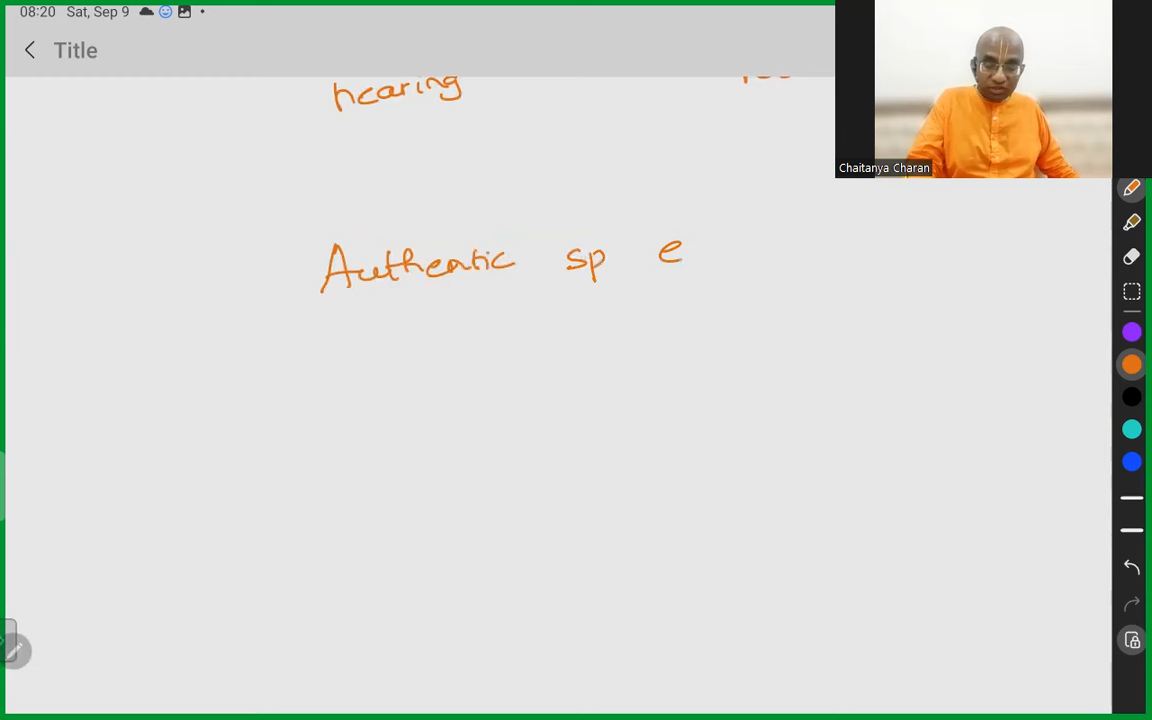 08:20 Sat, Sep 9
Title
hearing
Chaitanya Charan
Authentic sp e